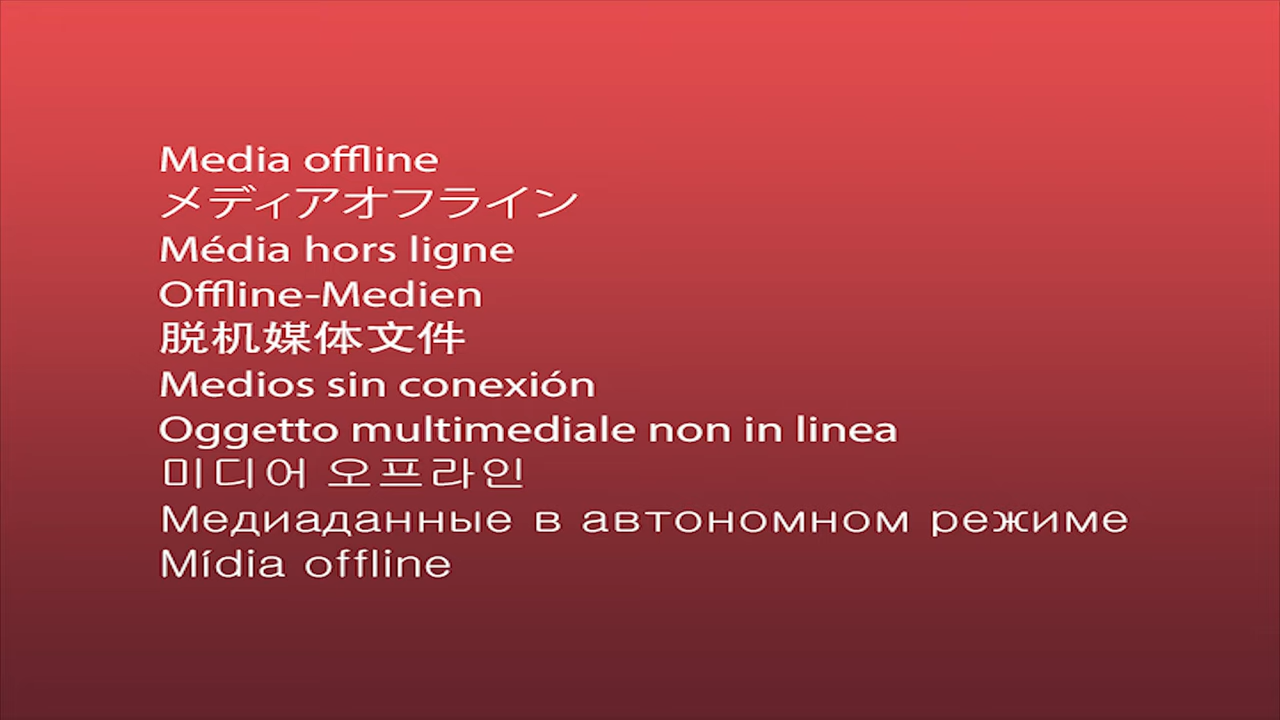 Media offline
メディアオフライン
Média hors ligne
Offline-Medien
脱机媒体文件
Medios sin conexión
Oggetto multimediale non in linea
미디어 오프라인
Медиаданные в автономном режиме
Mídia offline